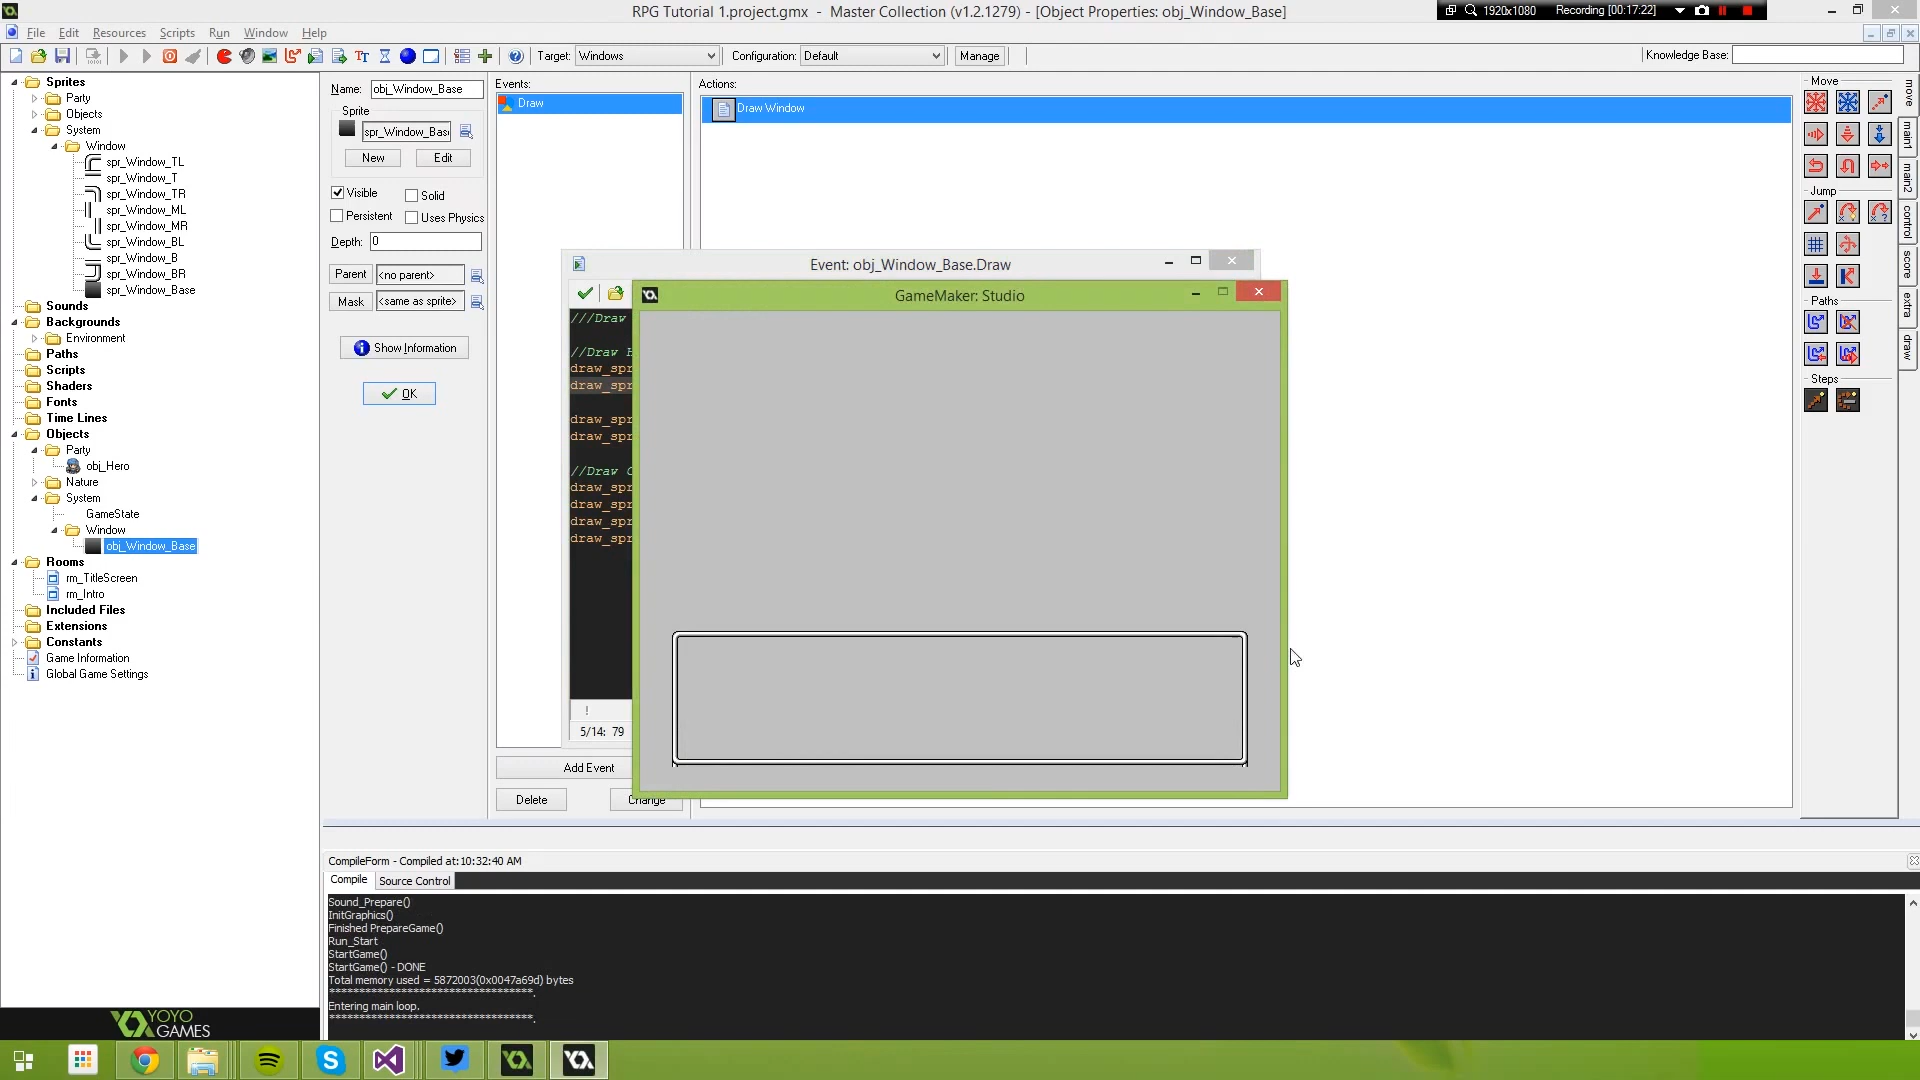 RPG Tutorial 1.project.gmx - Master Collection (v1.2.1279) - [Object Properties: obj_Window_Base]
1920x1080
Recording [00:17:22]
File Edit Resources Scripts Run Window Help
Target: Windows
Configuration: Default
Manage
Knowledge Base:
Sprites
Party
Objects
System
Window
spr_Window_TL
spr_Window_T
spr_Window_TR
spr_Window_ML
spr_Window_MR
spr_Window_BL
spr_Window_B
spr_Window_BR
spr_Window_Base
Sounds
Backgrounds
Environment
Paths
Scripts
Shaders
Fonts
Time Lines
Objects
Party
obj_Hero
Nature
System
GameState
Window
obj_Window_Base
Rooms
rm_TitleScreen
rm_Intro
Included Files
Extensions
Constants
Game Information
Global Game Settings
YOYO
GAMES
Name: obj_Window_Base
Sprite
spr_Window_Bas
New Edit
Visible Solid
Persistent Uses Physics
Depth: 0
Parent <no parent>
Mask <same as sprite>
Show Information
OK
Events:
Draw
Add Event
Delete Change
Actions:
Draw Window
Event: obj_Window_Base.Draw
///Draw
//Draw
draw_spr
draw_spr
draw_spr
draw_spr
//Draw
draw_spr
draw_spr
draw_spr
draw_spr
!
5/14: 79
GameMaker: Studio
Move
Jump
Paths
Steps
move
main1
main2
control
score
extra
draw
CompileForm - Compiled at:10:32:40 AM
Compile Source Control
Sound_Prepare()
InitGraphics()
Finished PrepareGame()
Run_Start
StartGame()
StartGame() - DONE
Total memory used = 5872003(0x0047a69d) bytes
**********************************.
Entering main loop.
**********************************.